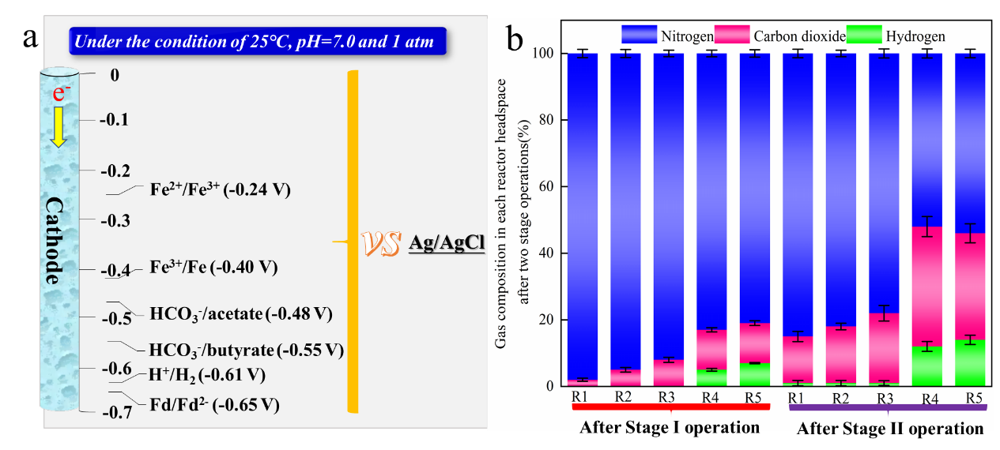 a
Under the condition of 25°C, pH=7.0 and 1 atm
0
e-
-0.1
-0.2
Fe2+/Fe3+ (-0.24 V)
-0.3
Cathode
VS Ag/AgCl
Fe3+/Fe (-0.40 V)
-0.4
HCO3-/acetate (-0.48 V)
-0.5
HCO3-/butyrate (-0.55 V)
-0.6
H+/H2 (-0.61 V)
Fd/Fd2- (-0.65 V)
-0.7
b
Nitrogen Carbon dioxide Hydrogen
Gas composition in each reactor headspace
after two stage operations(%)
100
80
60
40
20
0
R1 R2 R3 R4 R5 R1 R2 R3 R4 R5
After Stage I operation After Stage II operation